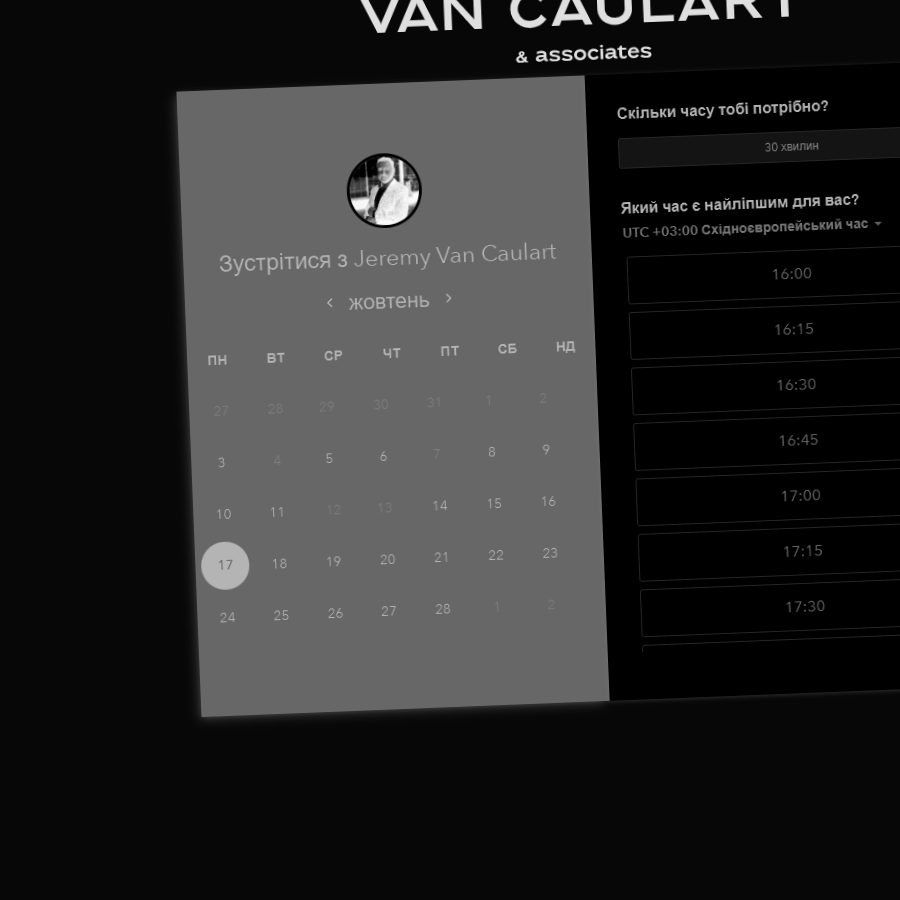 VAN CAULART
& associates
Зустрітися з Jeremy Van Caulart
‹ жовтень ›
ПН ВТ СР ЧТ ПТ СБ НД
27 28 29 30 31 1 2
3 4 5 6 7 8 9
10 11 12 13 14 15 16
17 18 19 20 21 22 23
24 25 26 27 28 1 2
Скільки часу тобі потрібно?
30 хвилин
Який час є найліпшим для вас?
UTC +03:00 Східноєвропейський час
16:00
16:15
16:30
16:45
17:00
17:15
17:30